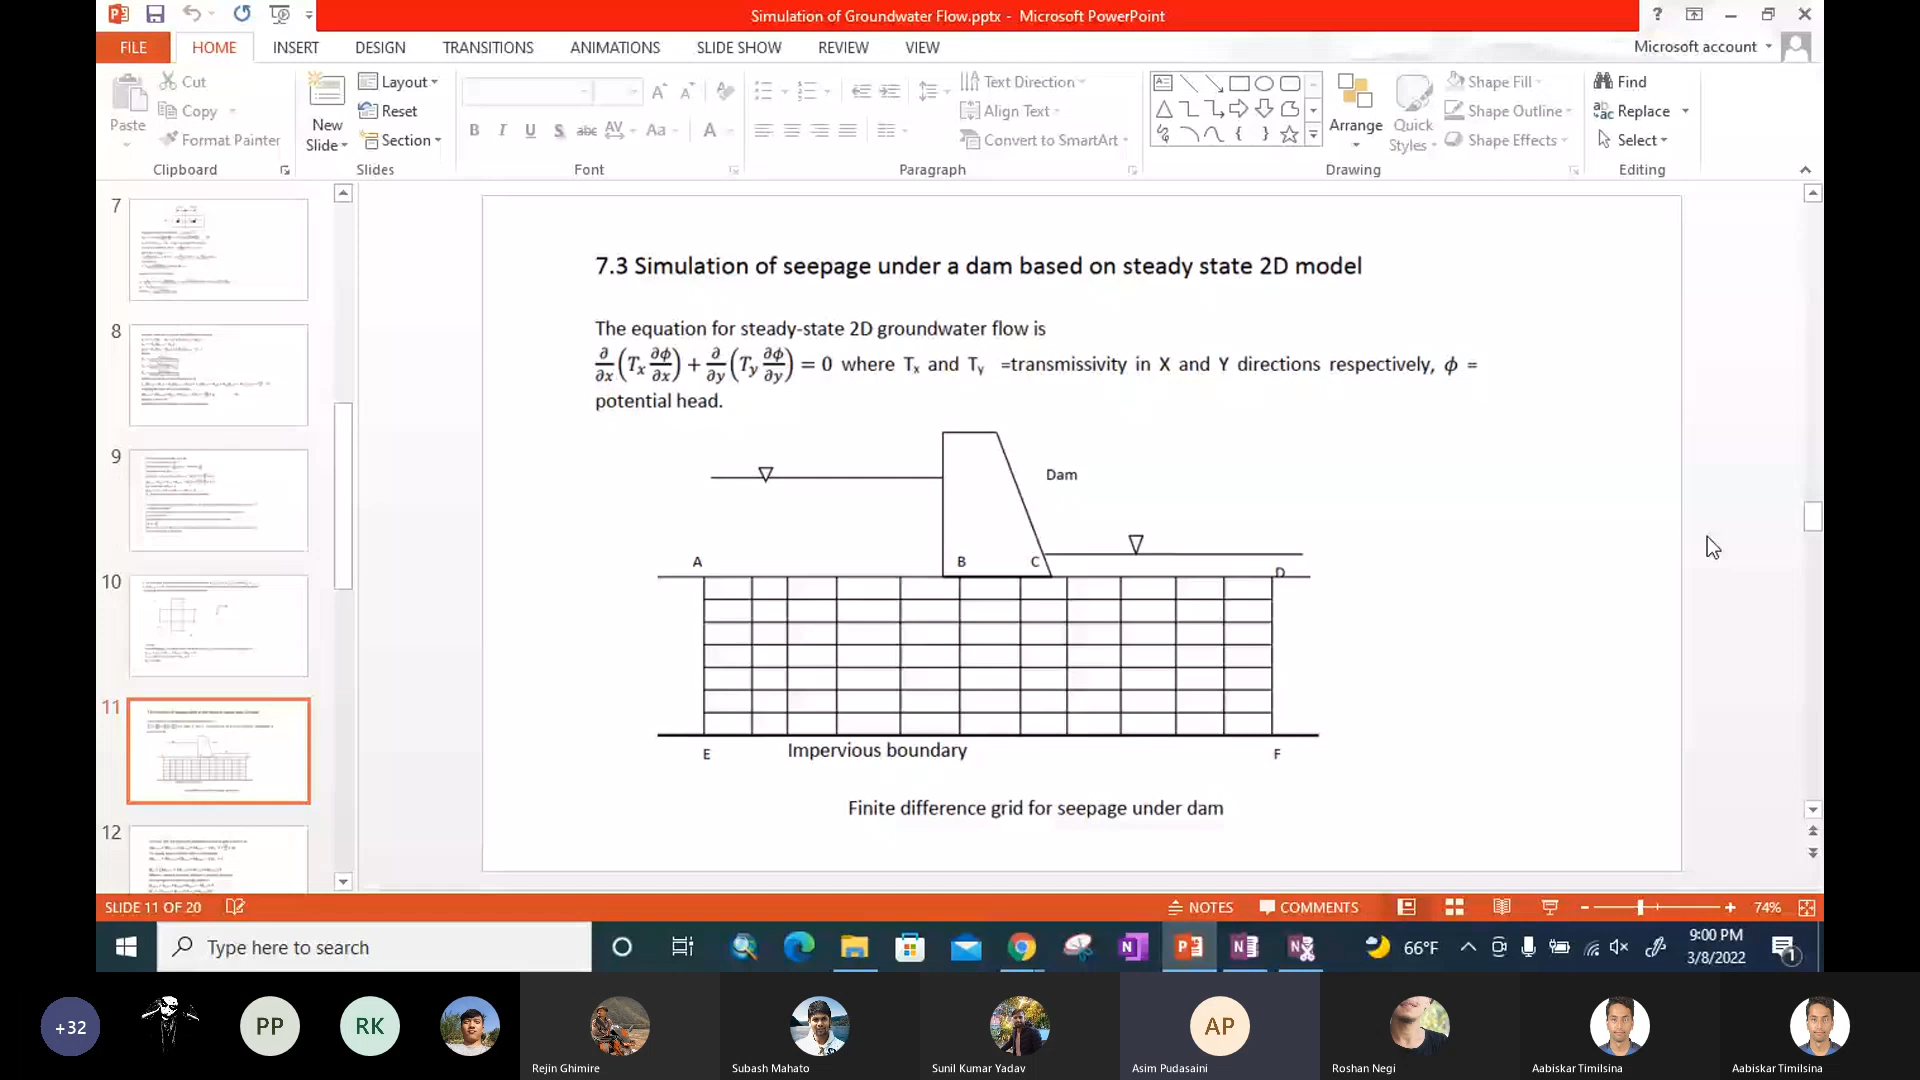 Simulation of Groundwater Flow.pptx - Microsoft PowerPoint
?
FILE HOME INSERT DESIGN TRANSITIONS ANIMATIONS SLIDE SHOW REVIEW VIEW Microsoft account
Paste
Cut
Copy
Format Painter
Clipboard
New Slide
Layout
Reset
Section
Slides
B I U S abc AV Aa A
Font
Text Direction
Align Text
Convert to SmartArt
Paragraph
Arrange
Quick Styles
Shape Fill
Shape Outline
Shape Effects
Drawing
Find
Replace
Select
Editing
7
8
9
10
11
12
7.3 Simulation of seepage under a dam based on steady state 2D model
The equation for steady-state 2D groundwater flow is
∂/∂x (Tₓ ∂ϕ/∂x) + ∂/∂y (T_y ∂ϕ/∂y) = 0 where Tₓ and T_y =transmissivity in X and Y directions respectively, ϕ =
potential head.
Dam
A B C D
E Impervious boundary F
Finite difference grid for seepage under dam
SLIDE 11 OF 20 NOTES COMMENTS 74%
Type here to search
66°F
9:00 PM
3/8/2022
1
+32 PP RK AP
Rejin Ghimire Subash Mahato Sunil Kumar Yadav Asim Pudasaini Roshan Negi Aabiskar Timilsina Aabiskar Timilsina